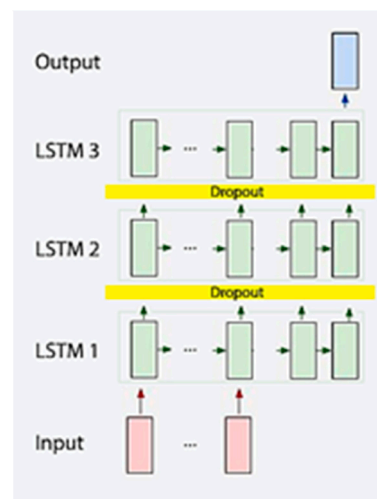 Output
LSTM 3
...
Dropout
LSTM 2
...
Dropout
LSTM 1
...
Input
...